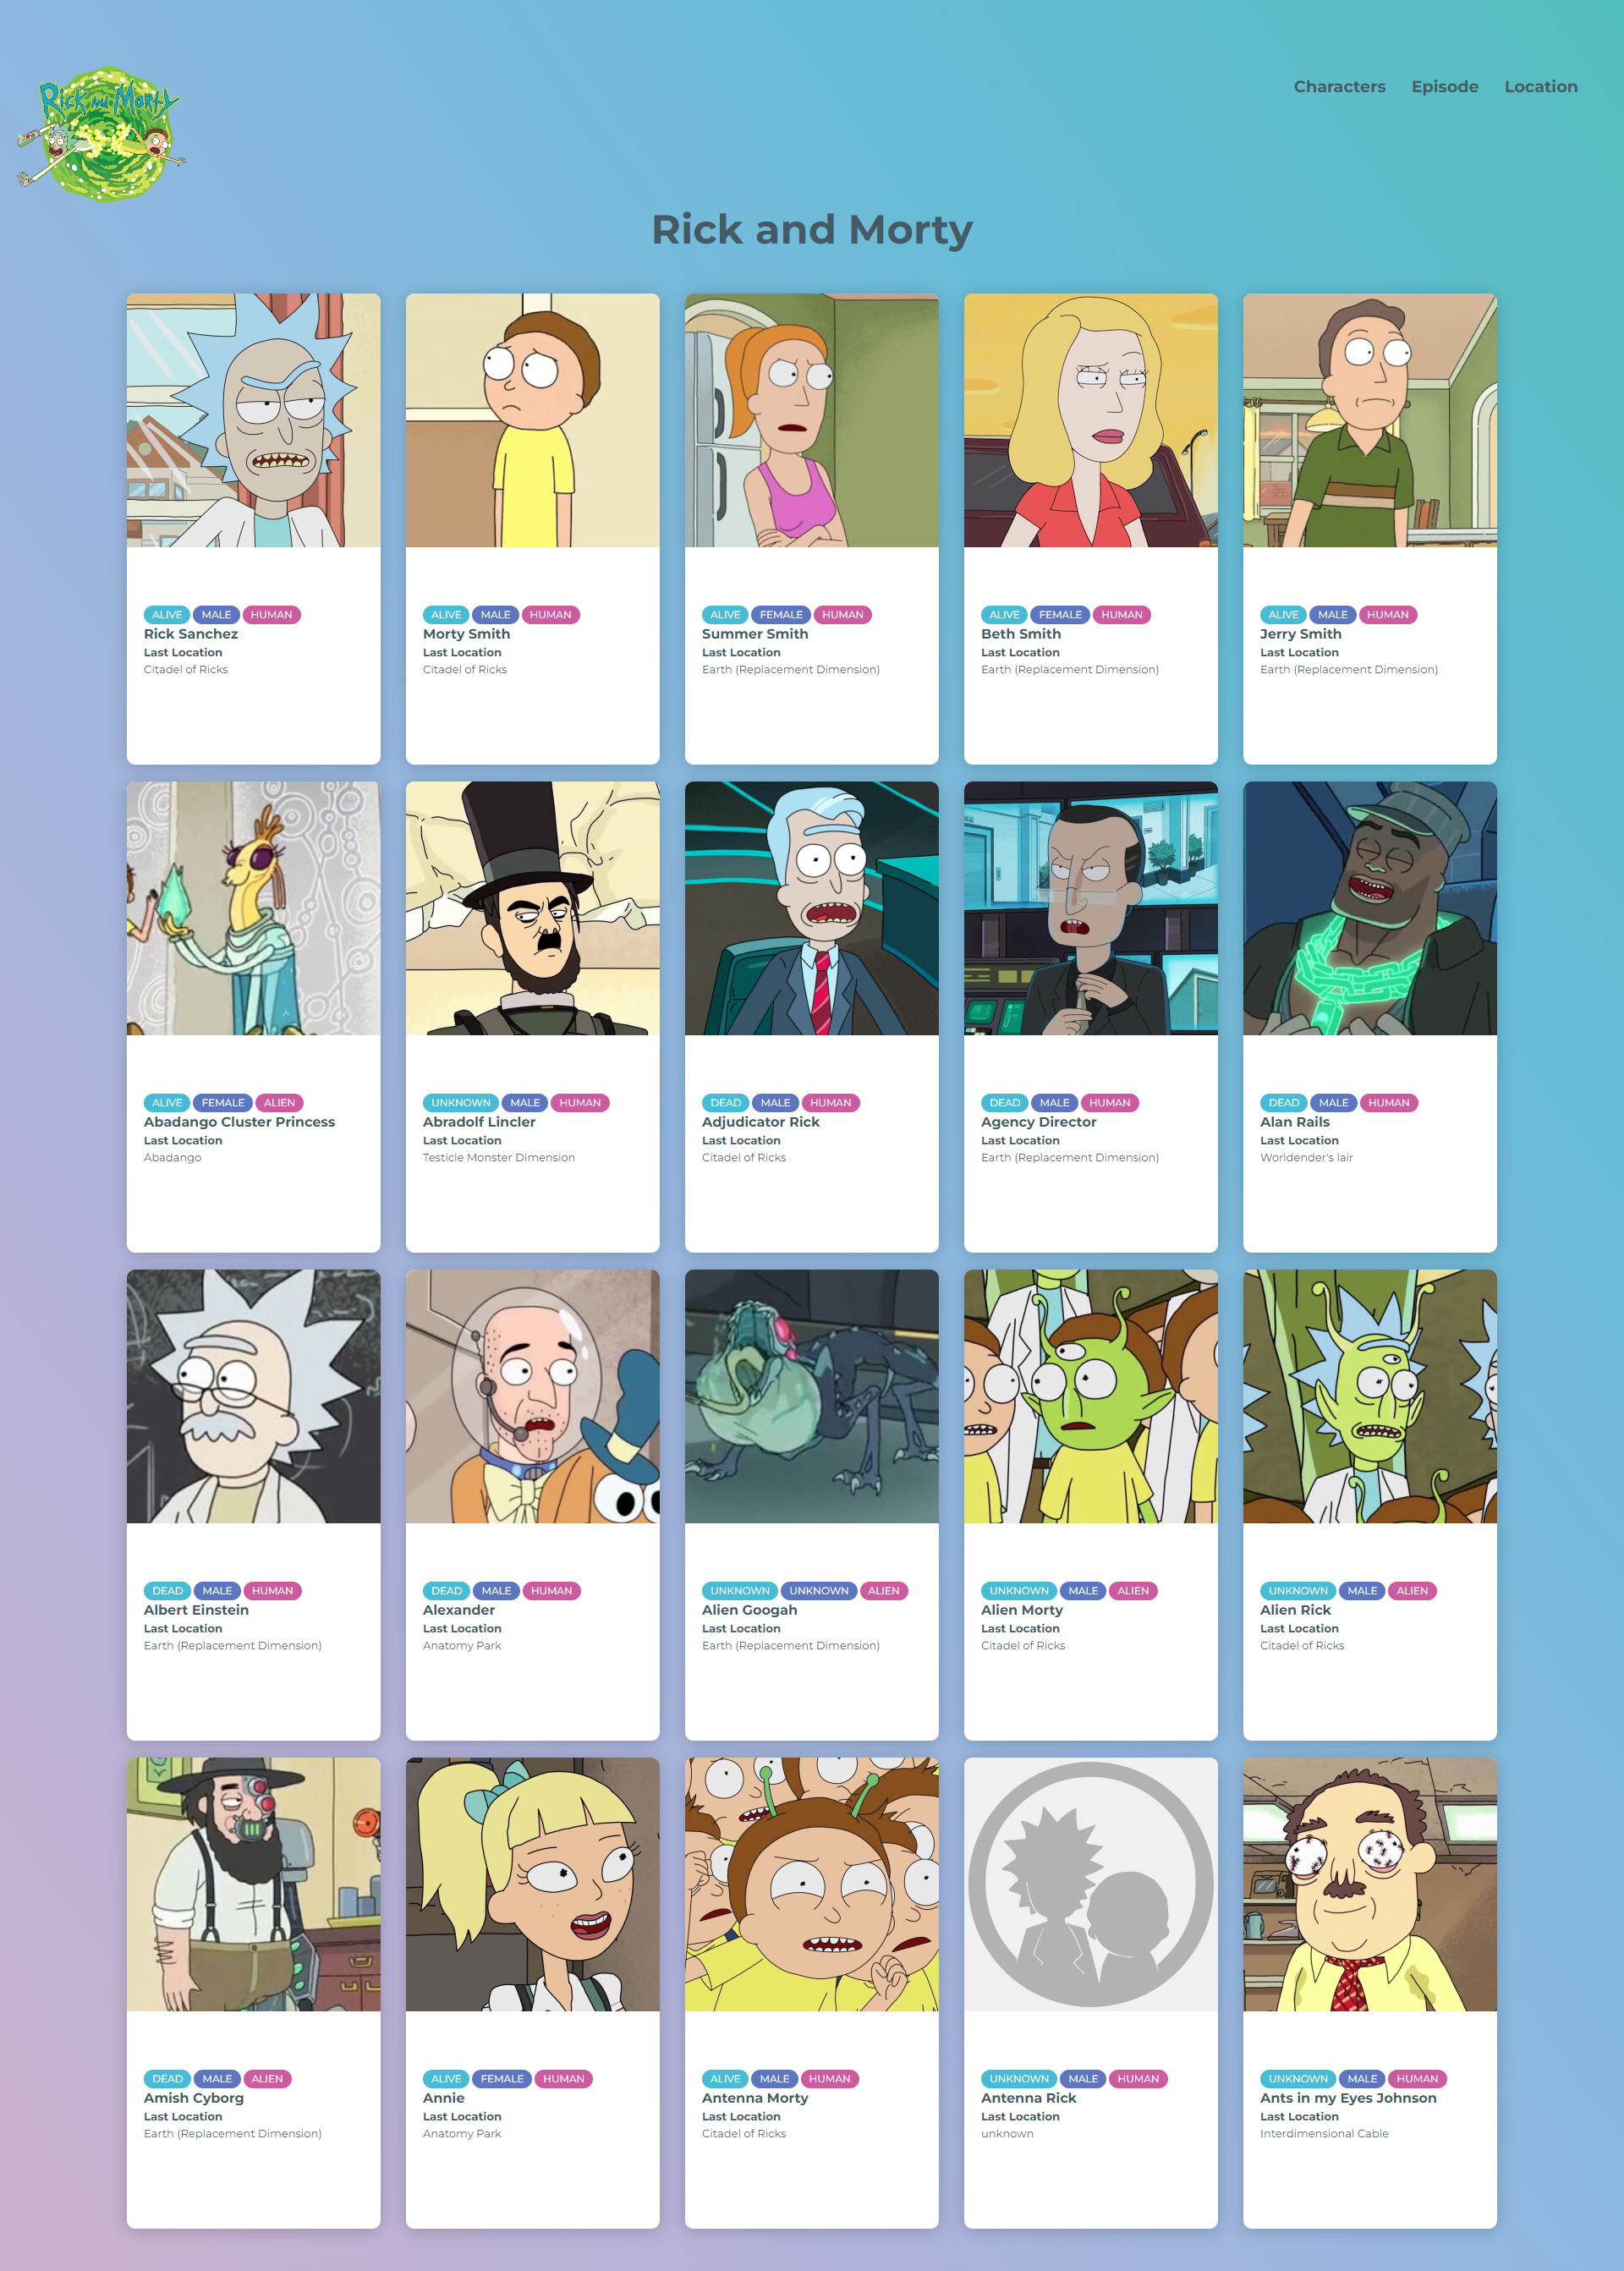 Rick and Morty
Characters Episode Location
Rick and Morty
ALIVE MALE HUMAN
Rick Sanchez
Last Location
Citadel of Ricks
ALIVE MALE HUMAN
Morty Smith
Last Location
Citadel of Ricks
ALIVE FEMALE HUMAN
Summer Smith
Last Location
Earth (Replacement Dimension)
ALIVE FEMALE HUMAN
Beth Smith
Last Location
Earth (Replacement Dimension)
ALIVE MALE HUMAN
Jerry Smith
Last Location
Earth (Replacement Dimension)
ALIVE FEMALE ALIEN
Abadango Cluster Princess
Last Location
Abadango
UNKNOWN MALE HUMAN
Abradolf Lincler
Last Location
Testicle Monster Dimension
DEAD MALE HUMAN
Adjudicator Rick
Last Location
Citadel of Ricks
DEAD MALE HUMAN
Agency Director
Last Location
Earth (Replacement Dimension)
DEAD MALE HUMAN
Alan Rails
Last Location
Worldender's lair
DEAD MALE HUMAN
Albert Einstein
Last Location
Earth (Replacement Dimension)
DEAD MALE HUMAN
Alexander
Last Location
Anatomy Park
UNKNOWN UNKNOWN ALIEN
Alien Googah
Last Location
Earth (Replacement Dimension)
UNKNOWN MALE ALIEN
Alien Morty
Last Location
Citadel of Ricks
UNKNOWN MALE ALIEN
Alien Rick
Last Location
Citadel of Ricks
DEAD MALE ALIEN
Amish Cyborg
Last Location
Earth (Replacement Dimension)
ALIVE FEMALE HUMAN
Annie
Last Location
Anatomy Park
ALIVE MALE HUMAN
Antenna Morty
Last Location
Citadel of Ricks
UNKNOWN MALE HUMAN
Antenna Rick
Last Location
unknown
UNKNOWN MALE HUMAN
Ants in my Eyes Johnson
Last Location
Interdimensional Cable